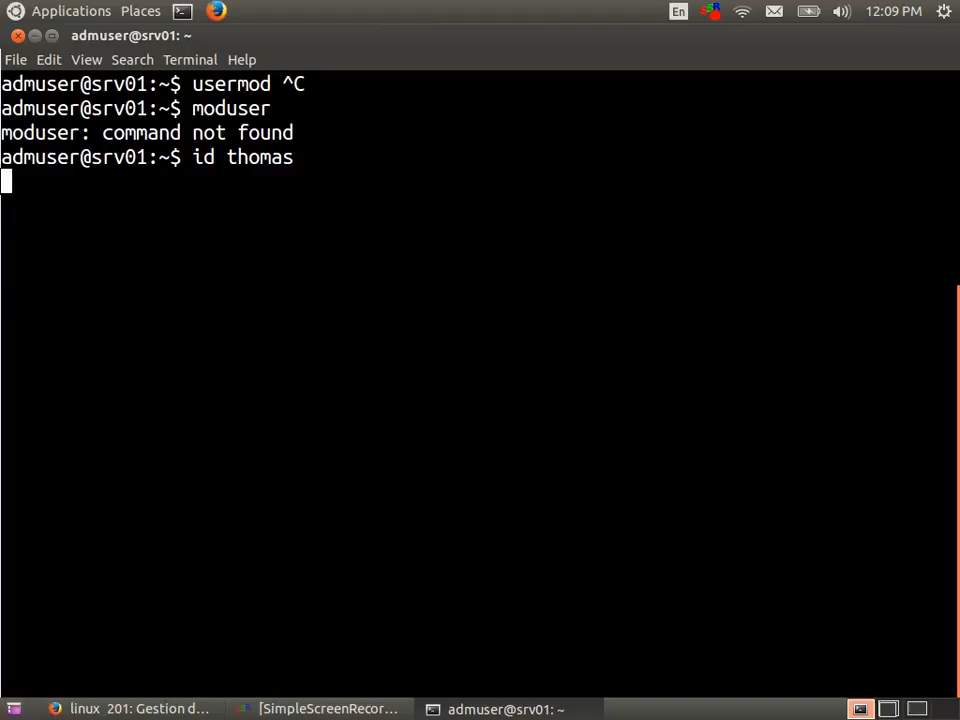 Applications Places En 12:09 PM
admuser@srv01: ~
File Edit View Search Terminal Help
admuser@srv01:~$ usermod ^C
admuser@srv01:~$ moduser
moduser: command not found
admuser@srv01:~$ id thomas
linux 201: Gestion d... [SimpleScreenRecor... admuser@srv01: ~